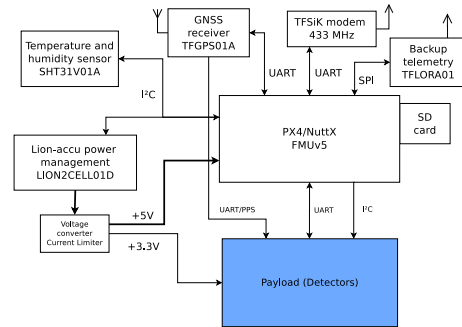 GNSS
receiver
TFGPS01A
TFSiK modem
433 MHz
Temperature and
humidity sensor
SHT31V01A
Backup
telemetry
TFLORA01
UART
UART
SPI
I²C
PX4/NuttX
FMUv5
SD
card
Lion-accu power
management
LION2CELL01D
+5V
Voltage
converter
Current Limiter
+3.3V
UART/PPS
UART
I²C
Payload (Detectors)